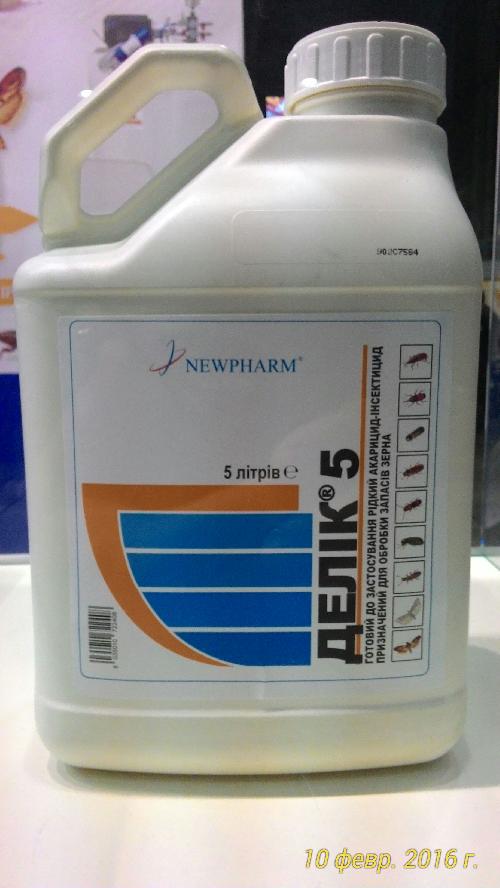 902C7564
NEWPHARM®
5 літрів ℮
ДЕЛІК® 5
ГОТОВИЙ ДО ЗАСТОСУВАННЯ РІДКИЙ АКАРИЦИД-ІНСЕКТИЦИД
ПРИЗНАЧЕНИЙ ДЛЯ ОБРОБКИ ЗАПАСІВ ЗЕРНА
10 февр. 2016 г.